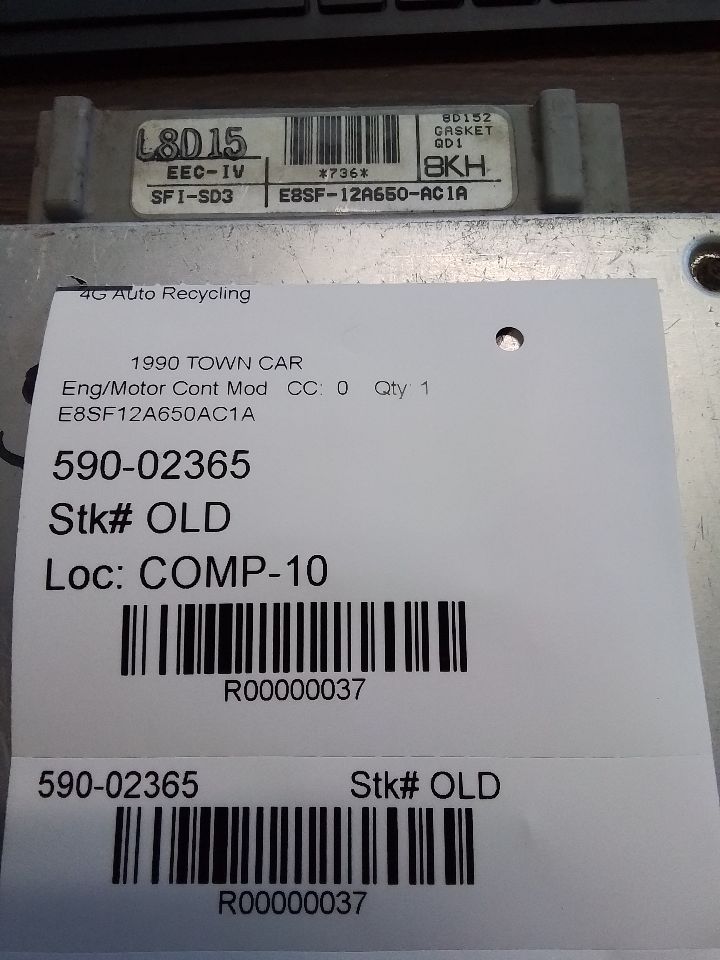 L8D15
EEC-IV
SFI-SD3
*736*
E8SF-12A650-AC1A
8D152
GASKET
QD1
8KH
4G Auto Recycling
1990 TOWN CAR
Eng/Motor Cont Mod CC: 0 Qty: 1
E8SF12A650AC1A
590-02365
Stk# OLD
Loc: COMP-10
R00000037
590-02365 Stk# OLD
R00000037